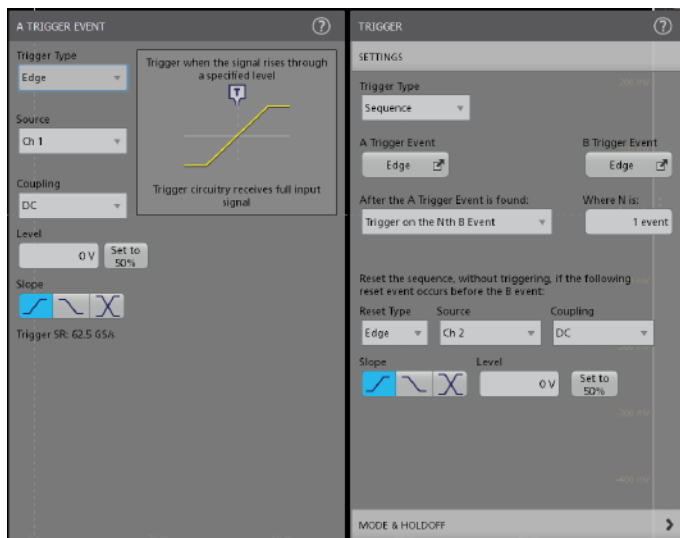 A TRIGGER EVENT
?
Trigger Type
Edge
Trigger when the signal rises through
a specified level
T
Source
Ch 1
Trigger circuitry receives full input
signal
Coupling
DC
Level
0 V
Set to
50%
Slope
Trigger SR: 62.5 GS/s
TRIGGER
?
SETTINGS
200 mV
Trigger Type
Sequence
A Trigger Event
B Trigger Event
Edge
Edge
After the A Trigger Event is found:
Where N is:
Trigger on the Nth B Event
1 event
Reset the sequence, without triggering, if the following
reset event occurs before the B event:
Reset Type
Source
Coupling
Edge
Ch 2
DC
Slope
Level
0 V
Set to
50%
-400 mV
MODE & HOLDOFF